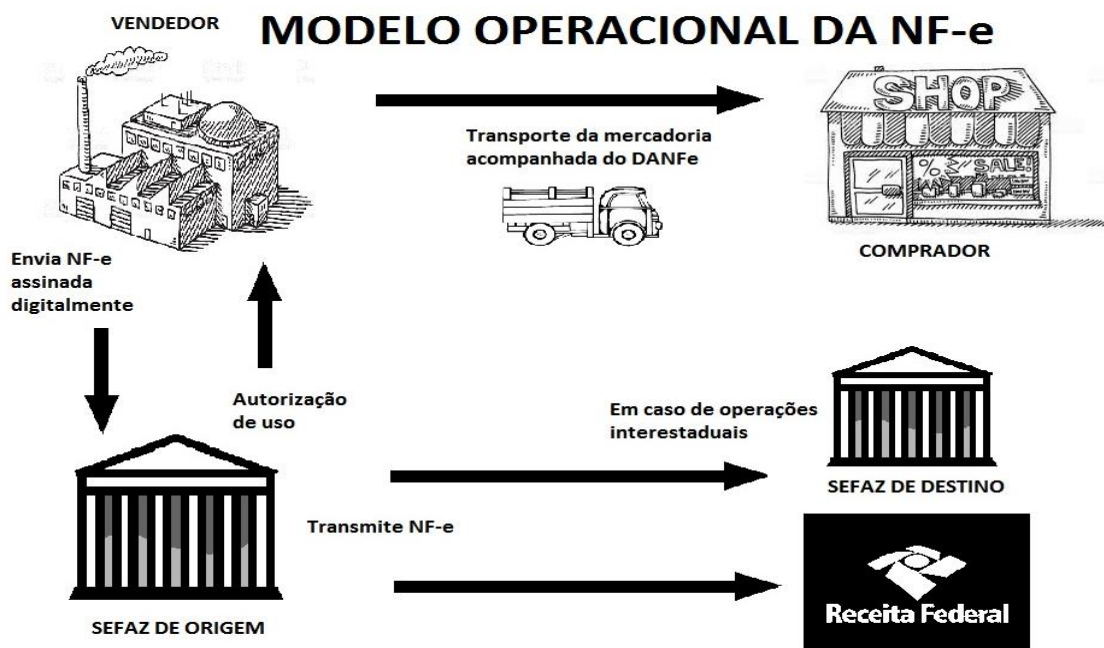 VENDEDOR
MODELO OPERACIONAL DA NF-e
Transporte da mercadoria
acompanhada do DANFe
SHOP
% SALE!
COMPRADOR
Envia NF-e
assinada
digitalmente
Autorização
de uso
Em caso de operações
interestaduais
SEFAZ DE DESTINO
Transmite NF-e
Receita Federal
SEFAZ DE ORIGEM